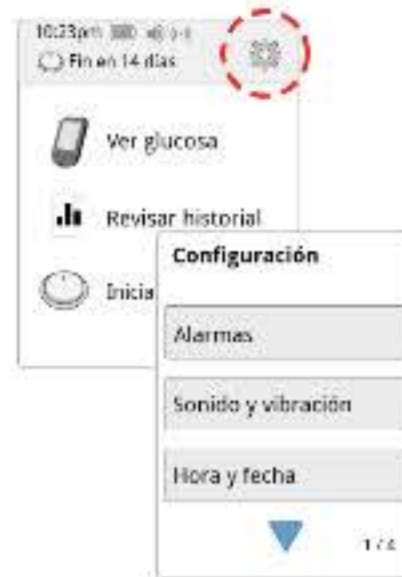 10:23pm
Fin en 14 días
Ver glucosa
Revisar historial
Inicia
Configuración
Alarmas
Sonido y vibración
Hora y fecha
1/4